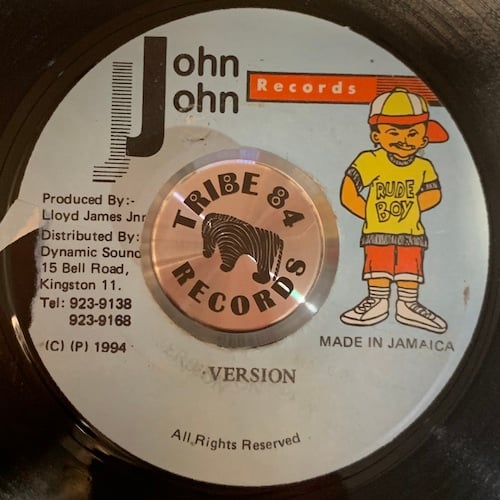 John
John
Records
Produced By:-
Lloyd James Jnr
Distributed By:
Dynamic Sound
15 Bell Road,
Kingston 11.
Tel: 923-9138
923-9168
(C) (P) 1994
TRIBE 84
RECORDS
RUDE
BOY
MADE IN JAMAICA
VERSION
All Rights Reserved